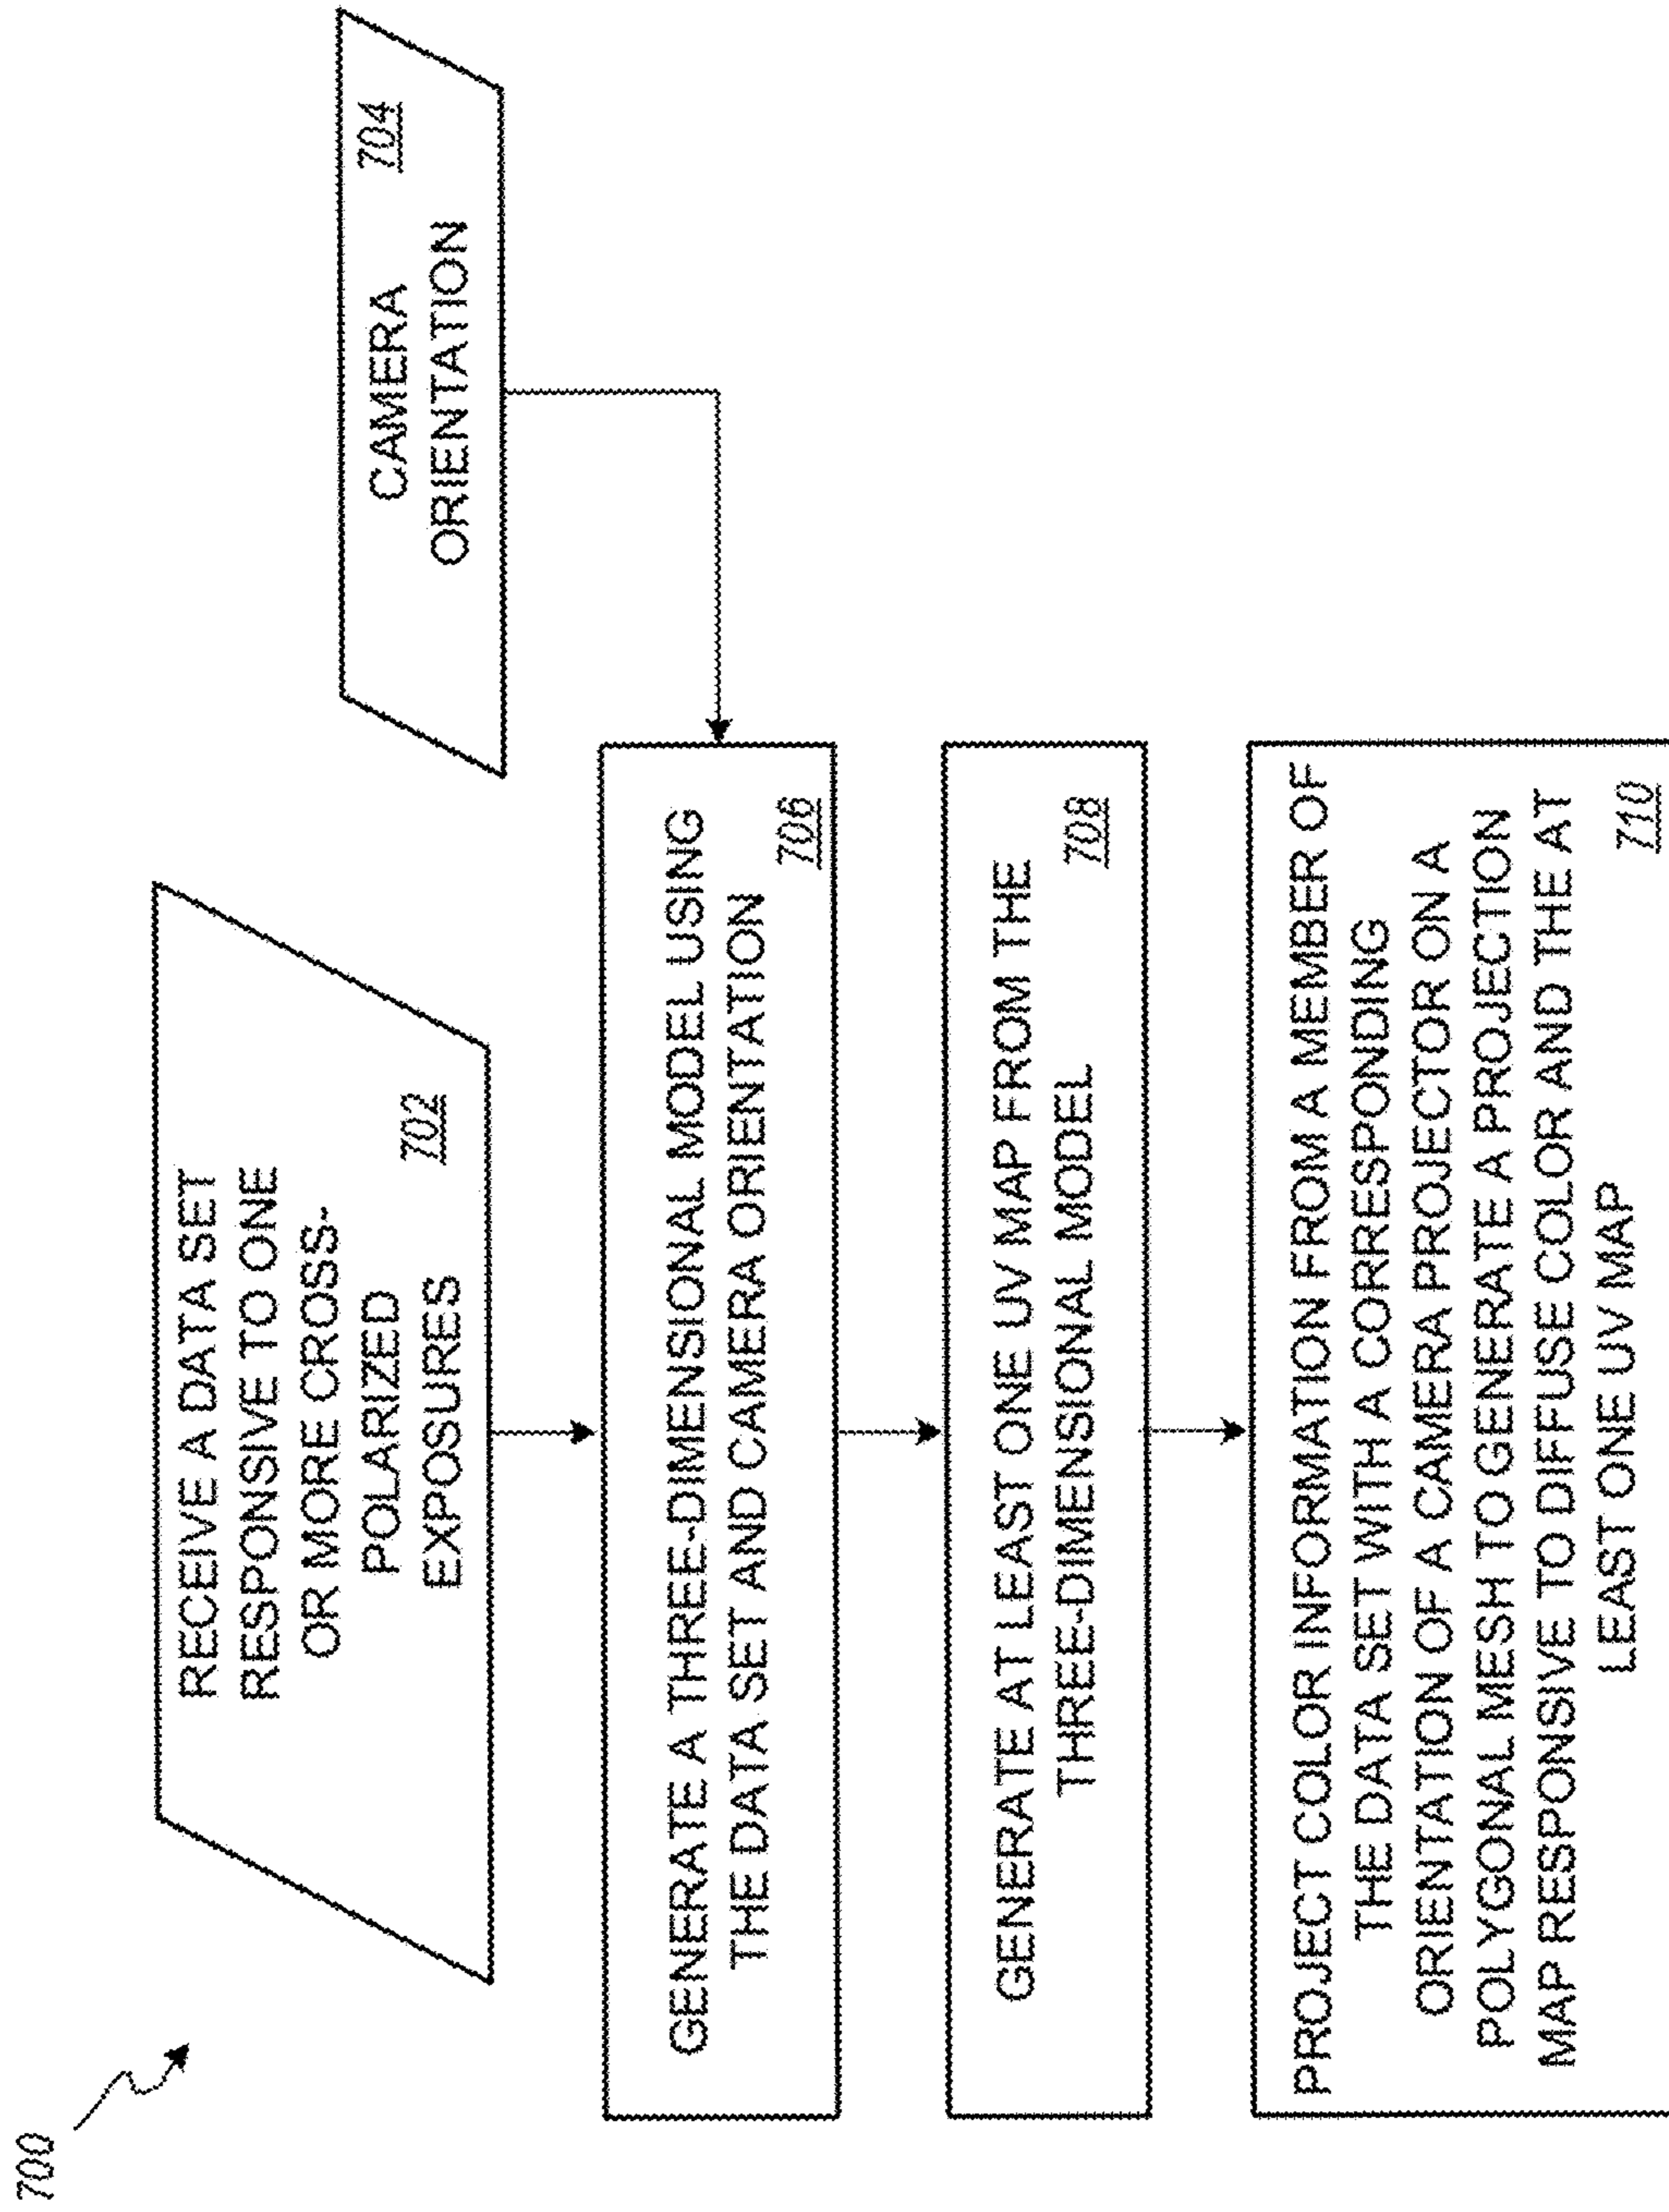 700
RECEIVE A DATA SET
RESPONSIVE TO ONE
OR MORE CROSS-
POLARIZED
EXPOSURES
702
CAMERA
ORIENTATION
704
GENERATE A THREE-DIMENSIONAL MODEL USING
THE DATA SET AND CAMERA ORIENTATION
706
GENERATE AT LEAST ONE UV MAP FROM THE
THREE-DIMENSIONAL MODEL
708
PROJECT COLOR INFORMATION FROM A MEMBER OF
THE DATA SET WITH A CORRESPONDING
ORIENTATION OF A CAMERA PROJECTOR ON A
POLYGONAL MESH TO GENERATE A PROJECTION
MAP RESPONSIVE TO DIFFUSE COLOR AND THE AT
LEAST ONE UV MAP
710